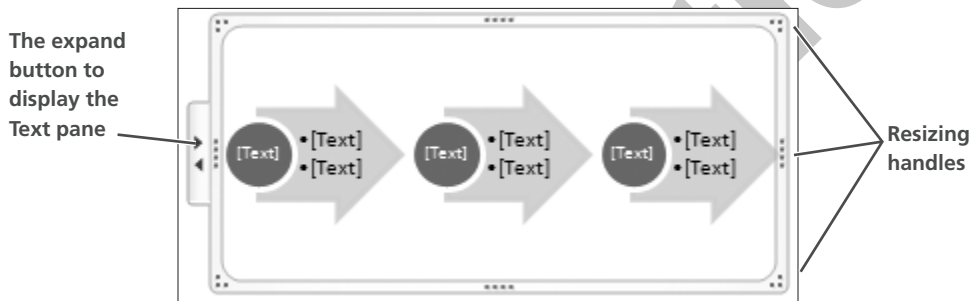 The expand
button to
display the
Text pane
[Text]
•[Text]
•[Text]
[Text]
•[Text]
•[Text]
[Text]
•[Text]
•[Text]
Resizing
handles